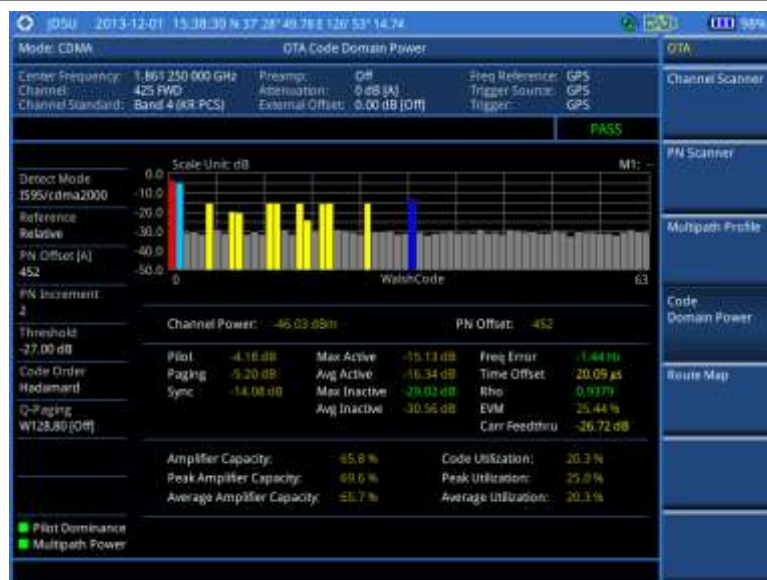 JDSU 2013-12-01 15:38:30 N 37° 28' 49.78 E 126° 53' 14.74 98%
Mode: CDMA OTA Code Domain Power OTA
Center Frequency: 1.861 250 000 GHz Preamp: Off Freq Reference: GPS
Channel: 425 FWD Attenuation: 0 dB [A] Trigger Source: GPS
Channel Standard: Band 4 (KR PCS) External Offset: 0.00 dB [Off] Trigger: GPS
Channel Scanner
PASS
PN Scanner
Scale Unit: dB M1: --
Detect Mode
IS95/cdma2000
Reference
Relative
PN Offset [A]
452
PN Increment
2
Threshold
-27.00 dB
Code Order
Hadamard
Q-Paging
W128,80 [Off]
0.0
-10.0
-20.0
-30.0
-40.0
-50.0
0 WalshCode 63
Multipath Profile
Code
Domain Power
Route Map
Channel Power: -46.03 dBm PN Offset: 452
Pilot -4.18 dB Max Active -15.13 dB Freq Error -1.44 Hz
Paging -5.20 dB Avg Active -16.34 dB Time Offset 20.09 µs
Sync -14.08 dB Max Inactive -29.02 dB Rho 0.9379
Avg Inactive -30.56 dB EVM 25.44 %
Carr Feedthru -26.72 dB
Amplifier Capacity: 65.8 % Code Utilization: 20.3 %
Peak Amplifier Capacity: 69.6 % Peak Utilization: 25.0 %
Average Amplifier Capacity: 65.7 % Average Utilization: 20.3 %
Pilot Dominance
Multipath Power